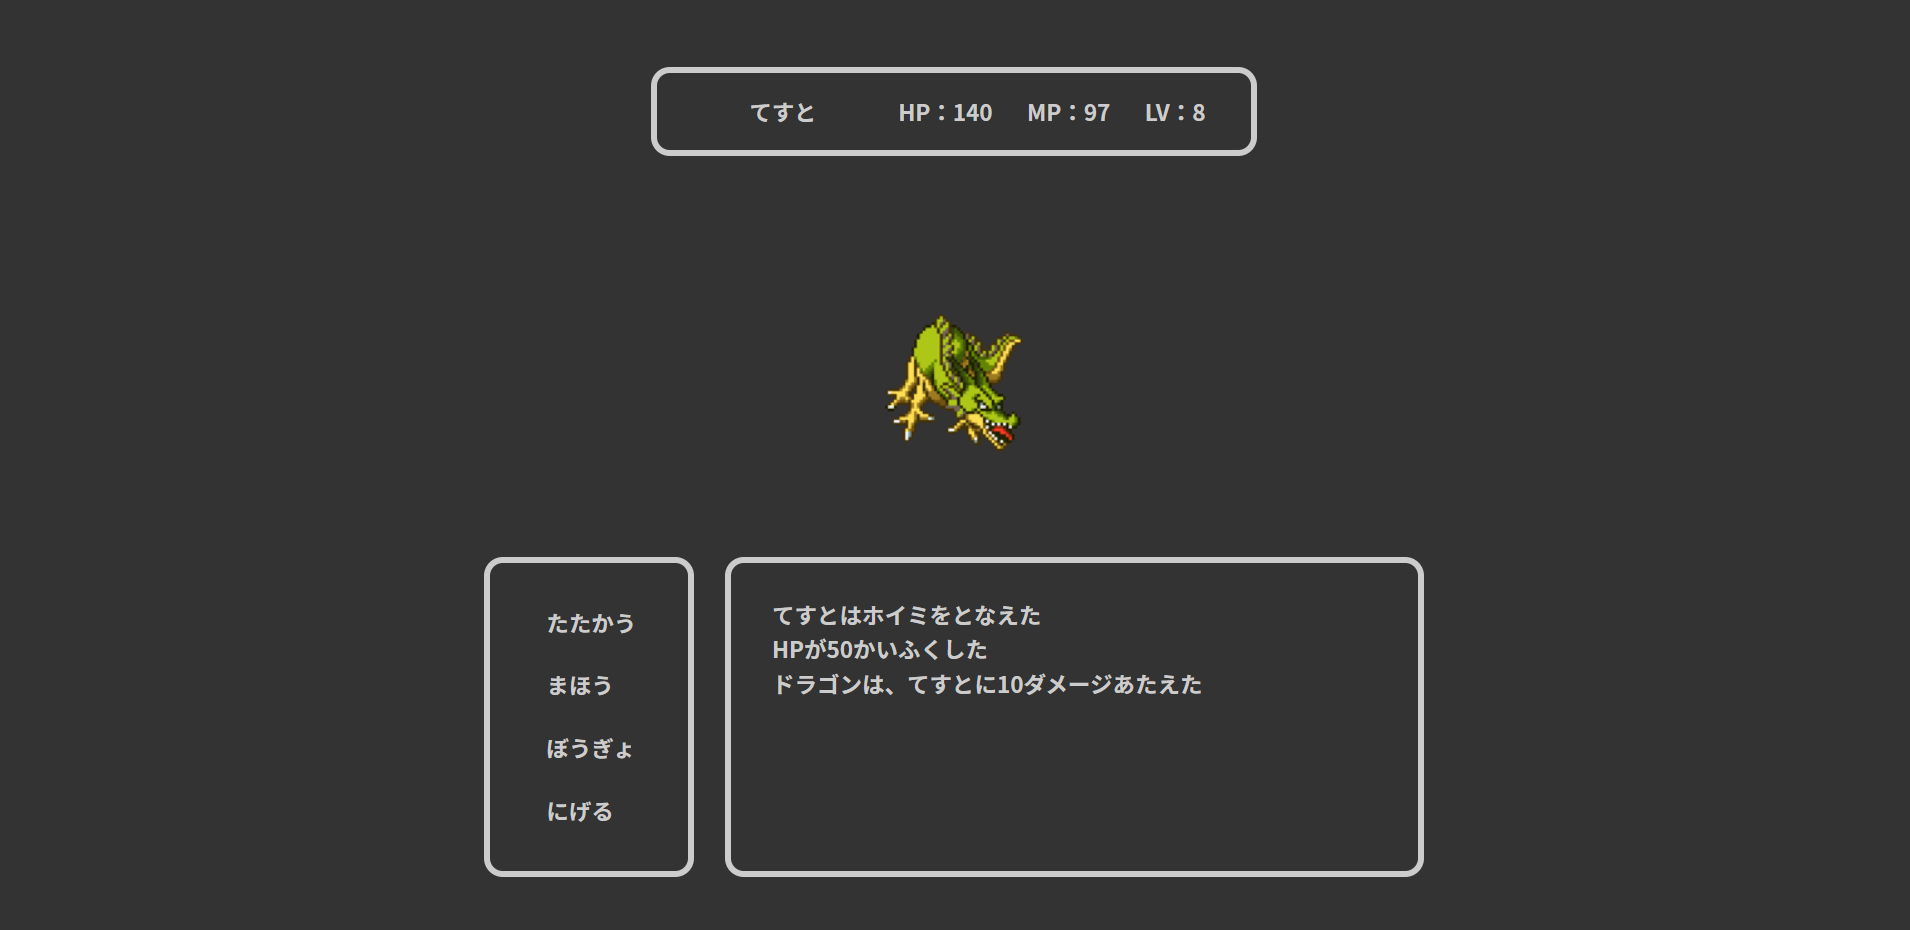 てすと HP：140 MP：97 LV：8
たたかう
まほう
ぼうぎょ
にげる
てすとはホイミをとなえた
HPが50かいふくした
ドラゴンは、てすとに10ダメージあたえた